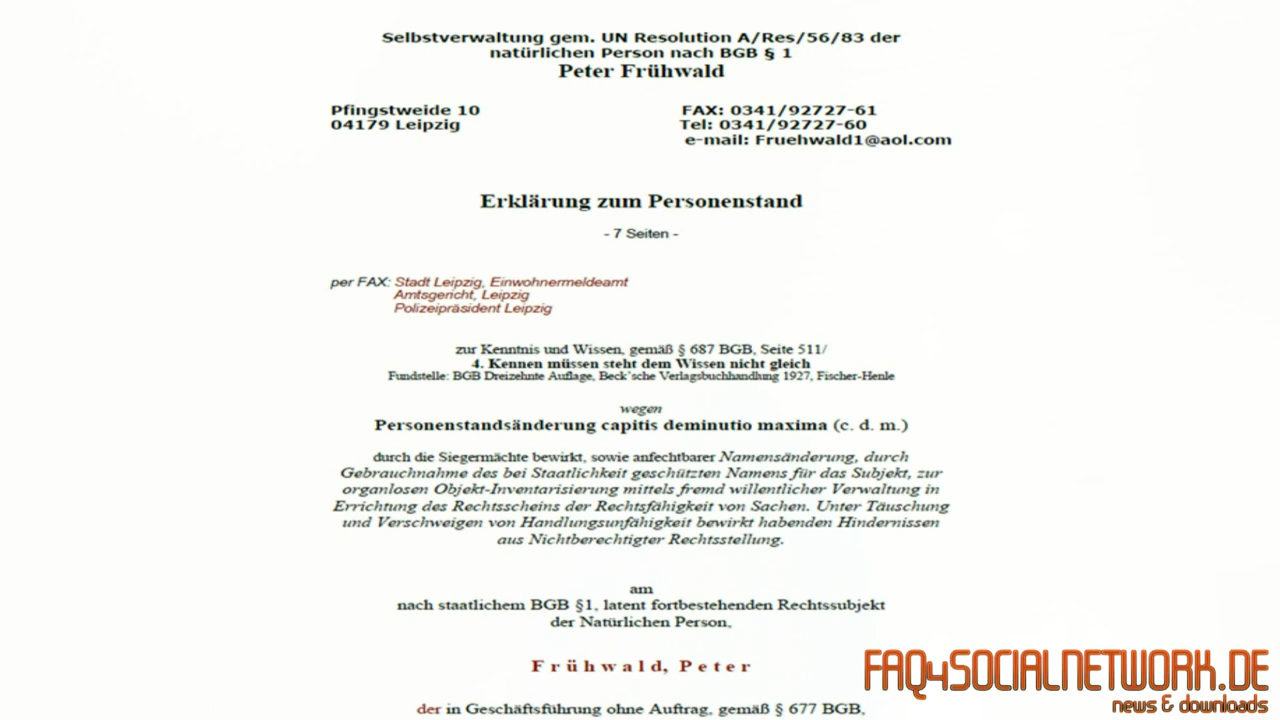 Selbstverwaltung gem. UN Resolution A/Res/56/83 der
natürlichen Person nach BGB § 1
Peter Frühwald
Pfingstweide 10
04179 Leipzig
FAX: 0341/92727-61
Tel: 0341/92727-60
e-mail: Fruehwald1@aol.com
Erklärung zum Personenstand
- 7 Seiten -
per FAX: Stadt Leipzig, Einwohnermeldeamt
Amtsgericht, Leipzig
Polizeipräsident Leipzig
zur Kenntnis und Wissen, gemäß § 687 BGB, Seite 511/
4. Kennen müssen steht dem Wissen nicht gleich
Fundstelle: BGB Dreizehnte Auflage, Beck`sche Verlagsbuchhandlung 1927, Fischer-Henle
wegen
Personenstandsänderung capitis deminutio maxima (c. d. m.)
durch die Siegermächte bewirkt, sowie anfechtbarer Namensänderung, durch
Gebrauchnahme des bei Staatlichkeit geschützten Namens für das Subjekt, zur
organlosen Objekt-Inventarisierung mittels fremd willentlicher Verwaltung in
Errichtung des Rechtsscheins der Rechtsfähigkeit von Sachen. Unter Täuschung
und Verschweigen von Handlungsunfähigkeit bewirkt habenden Hindernissen
aus Nichtberechtigter Rechtsstellung.
am
nach staatlichem BGB §1, latent fortbestehenden Rechtssubjekt
der Natürlichen Person,
Frühwald, Peter
der in Geschäftsführung ohne Auftrag, gemäß § 677 BGB,
FAQ4SOCIALNETWORK.DE
news & downloads